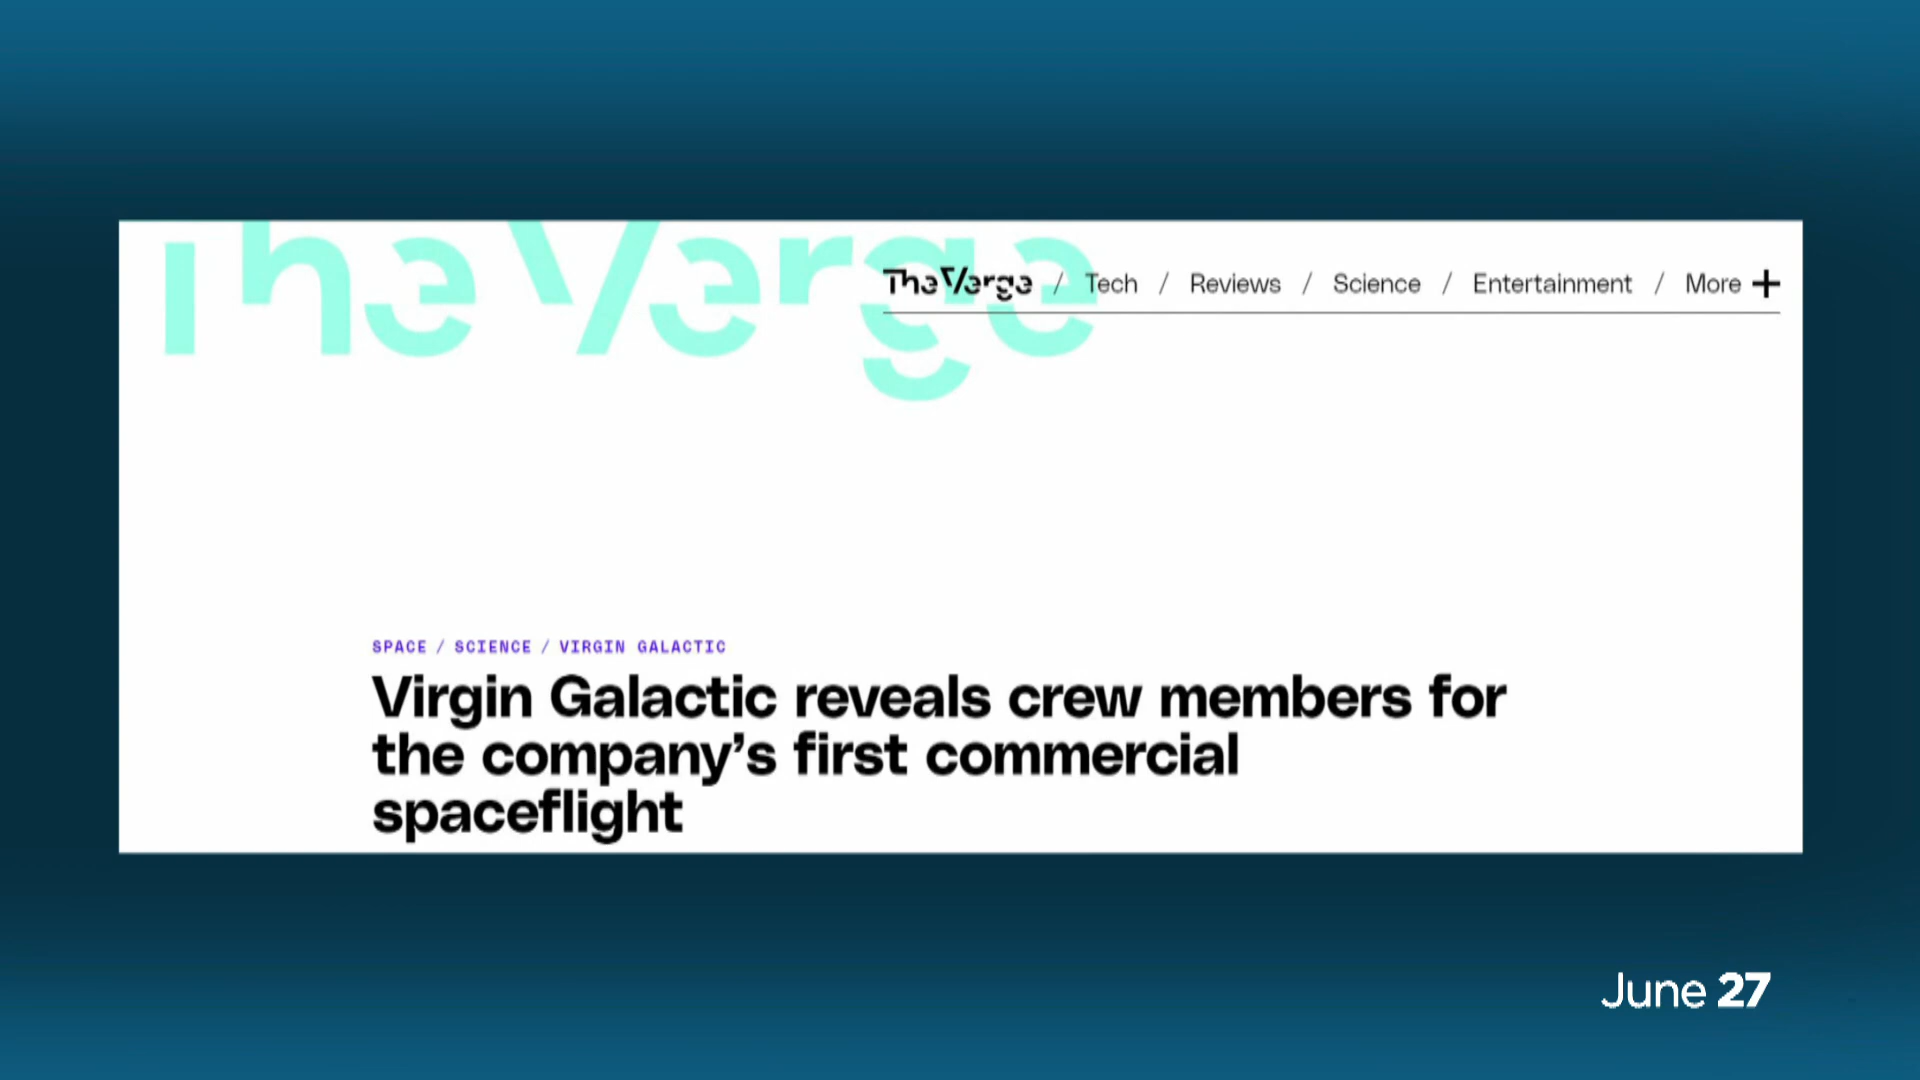 The Verge
The Verge / Tech / Reviews / Science / Entertainment / More +
SPACE / SCIENCE / VIRGIN GALACTIC
Virgin Galactic reveals crew members for
the company’s first commercial
spaceflight
June 27